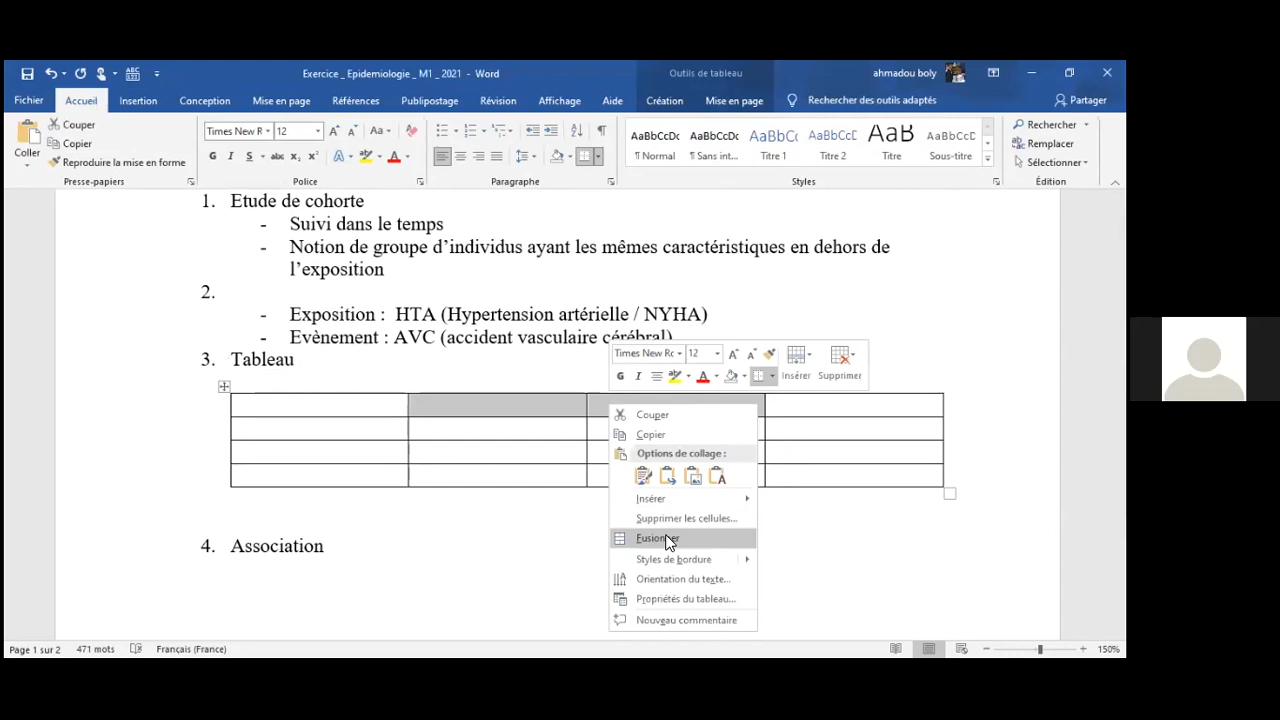 Exercice _ Epidemiologie _ M1 _ 2021 - Word
Outils de tableau
ahmadou boly
Fichier Accueil Insertion Conception Mise en page Références Publipostage Révision Affichage Aide Création Mise en page Rechercher des outils adaptés Partager
Coller
Couper
Copier
Reproduire la mise en forme
Presse-papiers
Times New R 12
G I S abc x₂ x²
Police
Paragraphe
AaBbCcDc AaBbCcDc AaBbCc AaBbCcD AaB AaBbCcD
¶ Normal ¶ Sans int... Titre 1 Titre 2 Titre Sous-titre
Styles
Rechercher
Remplacer
Sélectionner
Édition
1. Etude de cohorte
- Suivi dans le temps
- Notion de groupe d’individus ayant les mêmes caractéristiques en dehors de
l’exposition
2.
- Exposition : HTA (Hypertension artérielle / NYHA)
- Evènement : AVC (accident vasculaire cérébral)
3. Tableau
Times New Rc 12
G I Insérer Supprimer
Couper
Copier
Options de collage :
Insérer
Supprimer les cellules...
Fusionner
Styles de bordure
Orientation du texte...
Propriétés du tableau...
Nouveau commentaire
4. Association
Page 1 sur 2 471 mots Français (France) 150%